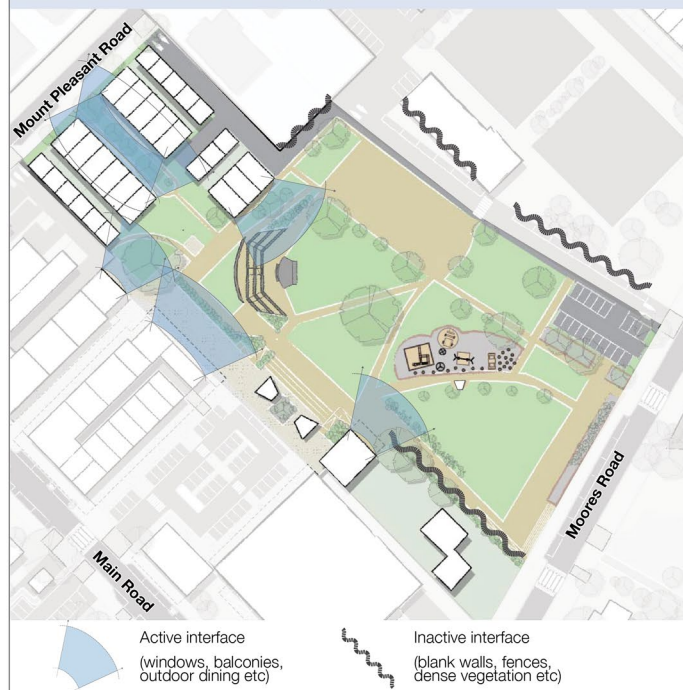 Mount Pleasant Road
Moores Road
Main Road
Active interface
(windows, balconies,
outdoor dining etc)
Inactive interface
(blank walls, fences,
dense vegetation etc)